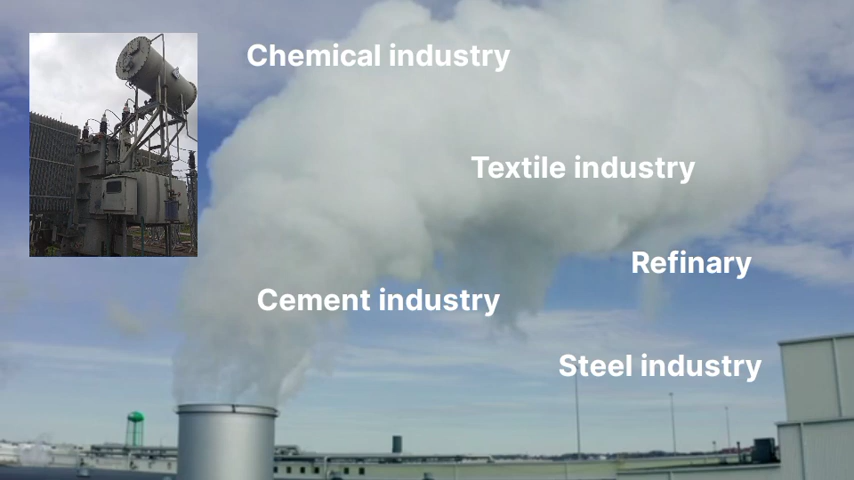 Chemical industry
Textile industry
Refinary
Cement industry
Steel industry